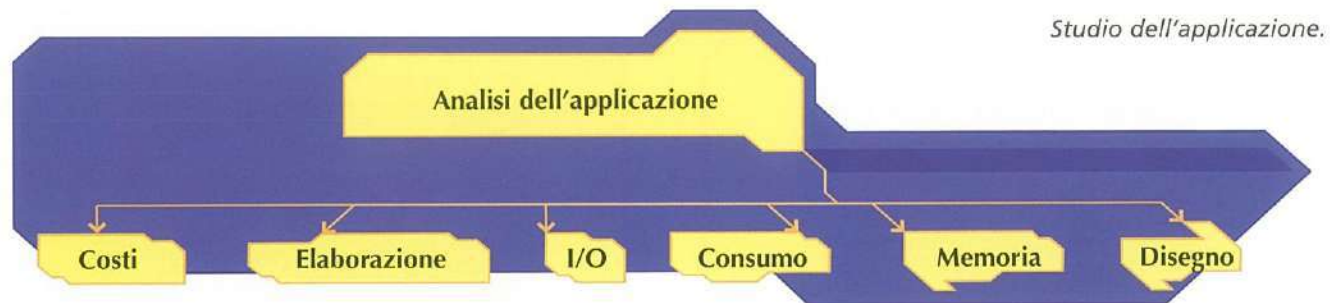 Studio dell'applicazione.
Analisi dell'applicazione
Costi
Elaborazione
I/O
Consumo
Memoria
Disegno